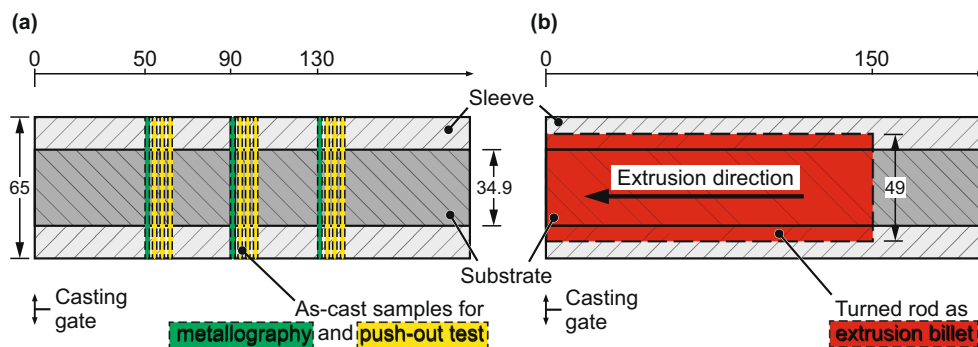 (a)
0 50 90 130
Sleeve
65
34.9
Substrate
Casting
gate
As-cast samples for
metallography and push-out test
(b)
0 150
Extrusion direction
49
Casting
gate
Turned rod as
extrusion billet